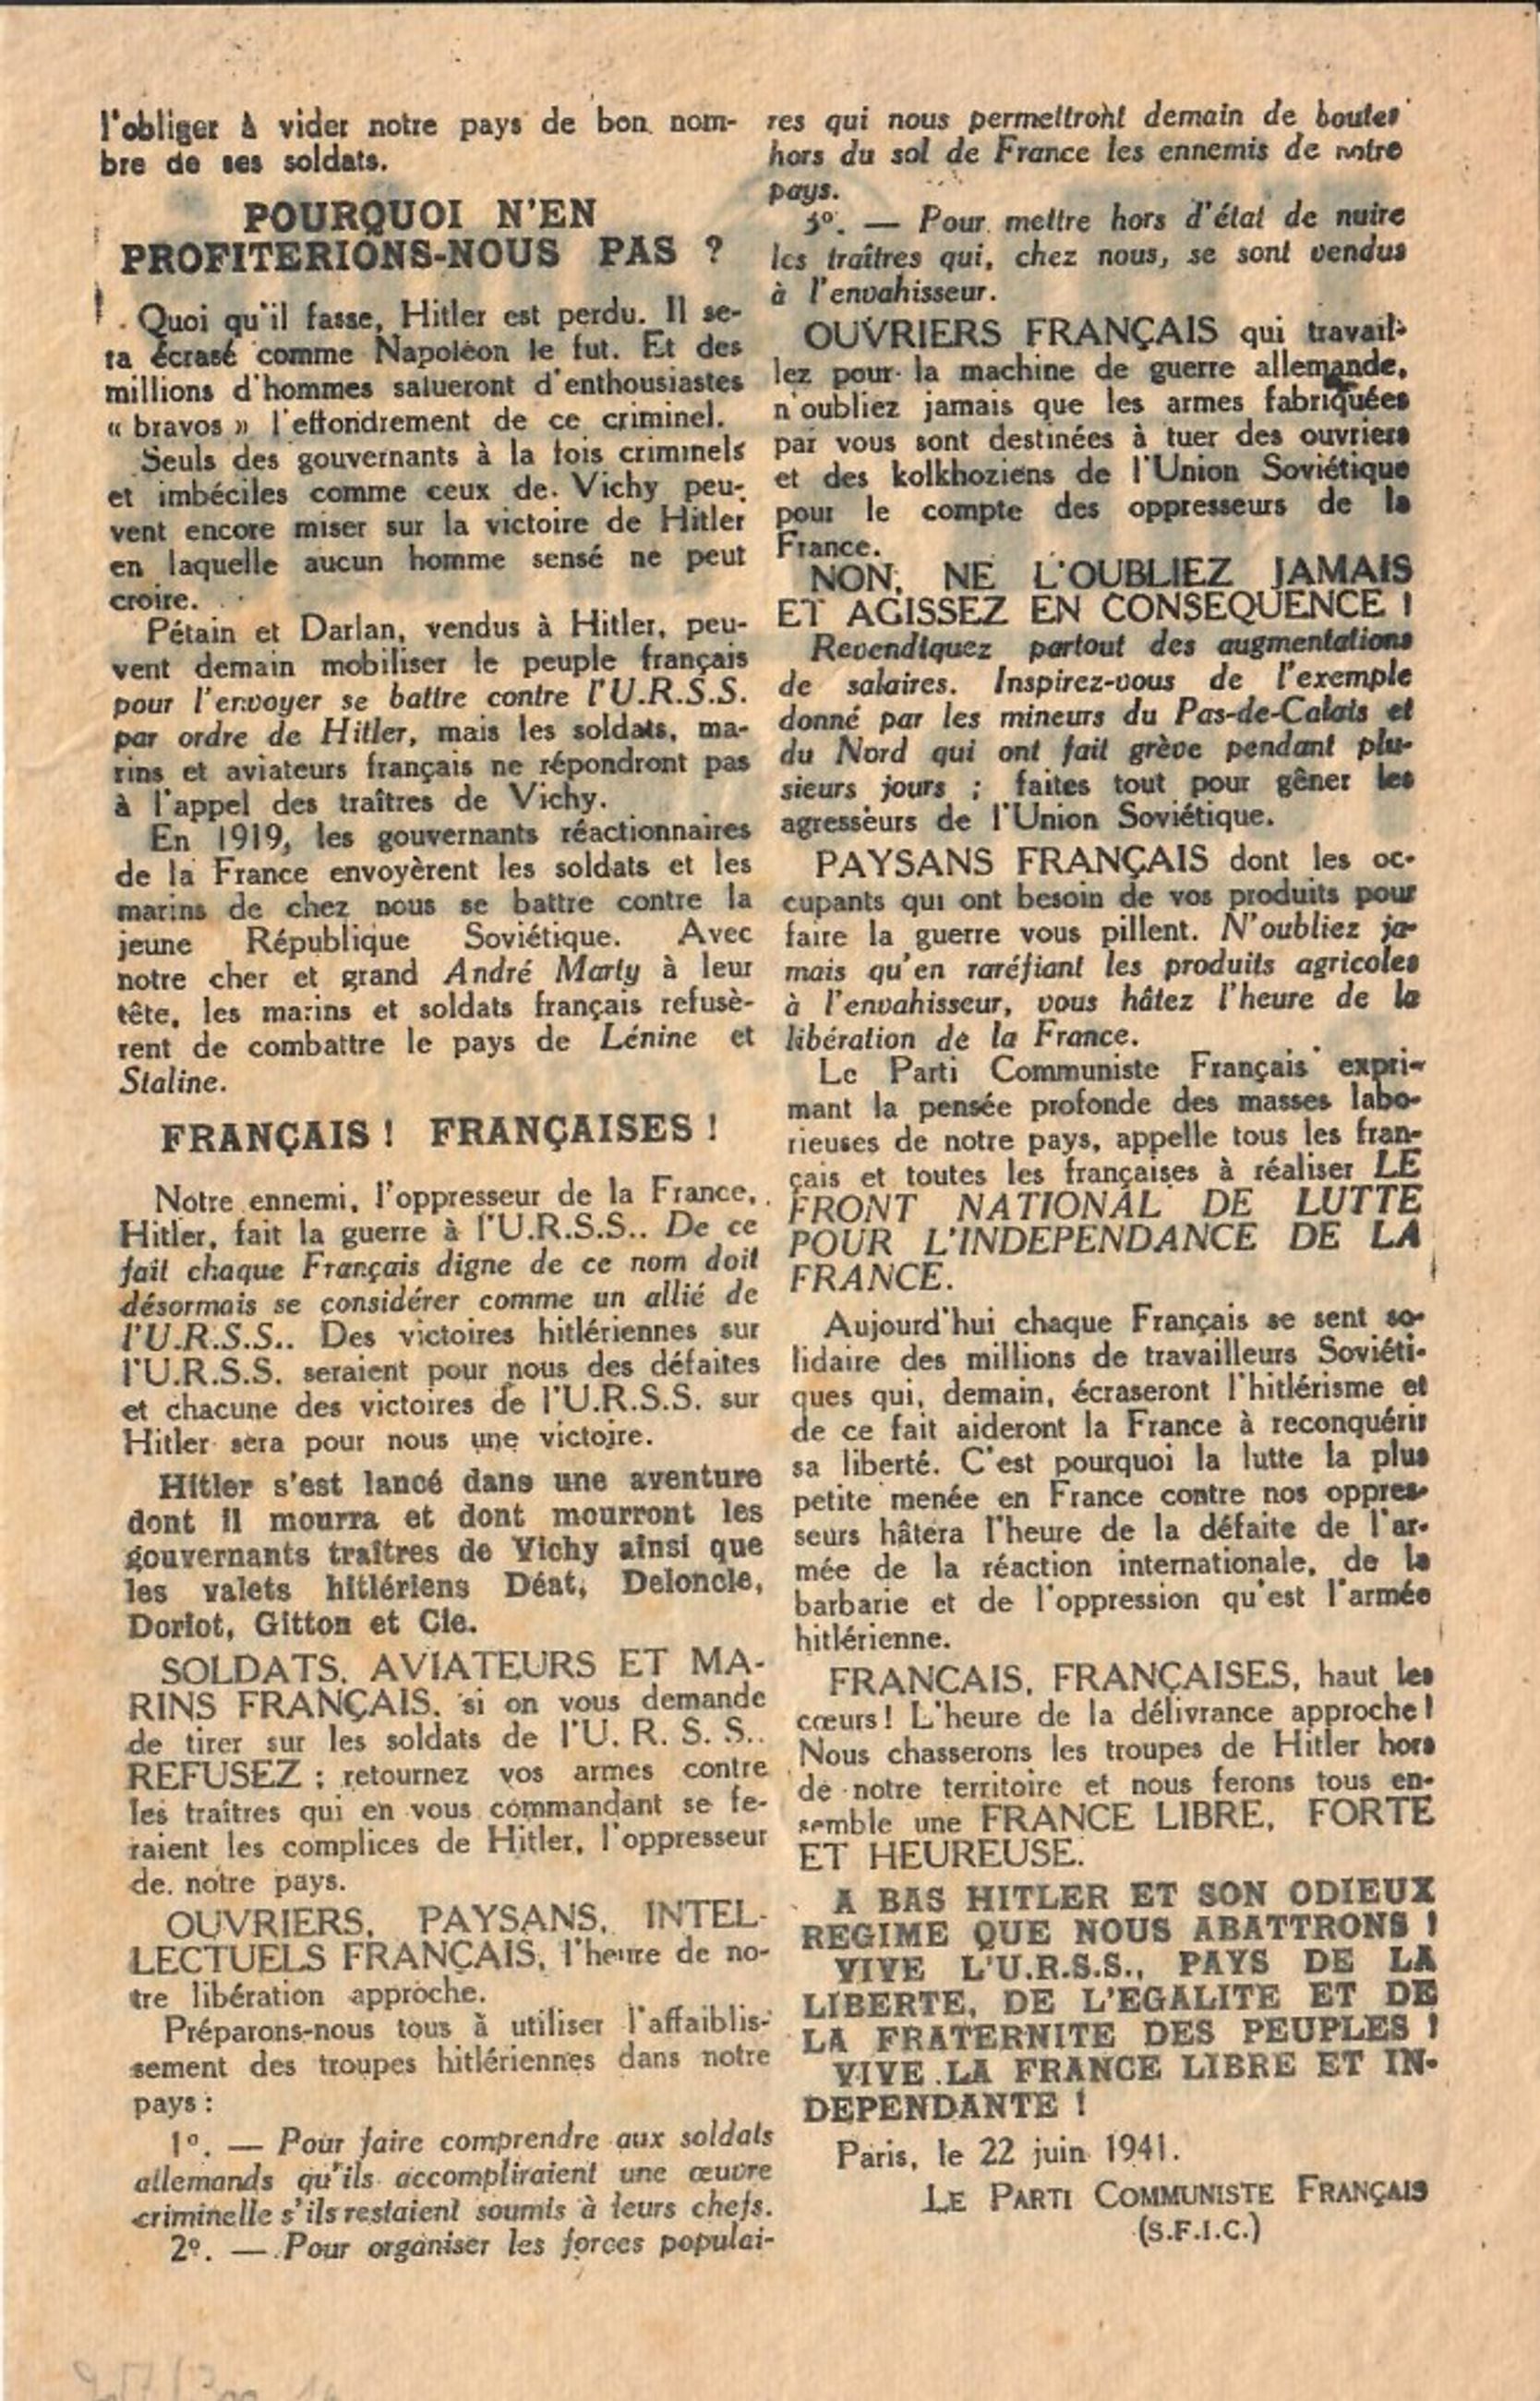 l'obliger à vider notre pays de bon nom-
bre de ses soldats.
POURQUOI N'EN
PROFITERIONS-NOUS PAS ?
Quoi qu'il fasse, Hitler est perdu. Il se-
ra écrasé comme Napoléon le fut. Et des
millions d'hommes salueront d'enthousiastes
« bravos » l'effondrement de ce criminel.
Seuls des gouvernants à la fois criminels
et imbéciles comme ceux de Vichy peu-
vent encore miser sur la victoire de Hitler
en laquelle aucun homme sensé ne peut
croire.
Pétain et Darlan, vendus à Hitler, peu-
vent demain mobiliser le peuple français
pour l'envoyer se battre contre l'U.R.S.S.
par ordre de Hitler, mais les soldats, ma-
rins et aviateurs français ne répondront pas
à l'appel des traîtres de Vichy.
En 1919, les gouvernants réactionnaires
de la France envoyèrent les soldats et les
marins de chez nous se battre contre la
jeune République Soviétique. Avec
notre cher et grand André Marty à leur
tête, les marins et soldats français refusè-
rent de combattre le pays de Lénine et
Staline.
FRANÇAIS ! FRANÇAISES !
Notre ennemi, l'oppresseur de la France,
Hitler, fait la guerre à l'U.R.S.S.. De ce
fait chaque Français digne de ce nom doit
désormais se considérer comme un allié de
l'U.R.S.S.. Des victoires hitlériennes sur
l'U.R.S.S. seraient pour nous des défaites
et chacune des victoires de l'U.R.S.S. sur
Hitler sera pour nous une victoire.
Hitler s'est lancé dans une aventure
dont il mourra et dont mourront les
gouvernants traîtres de Vichy ainsi que
les valets hitlériens Déat, Deloncle,
Doriot, Gitton et Cie.
SOLDATS, AVIATEURS ET MA-
RINS FRANÇAIS, si on vous demande
de tirer sur les soldats de l'U. R. S. S..
REFUSEZ ; retournez vos armes contre
les traîtres qui en vous commandant se fe-
raient les complices de Hitler, l'oppresseur
de notre pays.
OUVRIERS, PAYSANS, INTEL-
LECTUELS FRANÇAIS, l'heure de no-
tre libération approche.
Préparons-nous tous à utiliser l'affaiblis-
sement des troupes hitlériennes dans notre
pays :
1º. — Pour faire comprendre aux soldats
allemands qu'ils accompliraient une œuvre
criminelle s'ils restaient soumis à leurs chefs.
2º. — Pour organiser les forces populai-
res qui nous permettront demain de bouter
hors du sol de France les ennemis de notre
pays.
3º. — Pour mettre hors d'état de nuire
les traîtres qui, chez nous, se sont vendus
à l'envahisseur.
OUVRIERS FRANÇAIS qui travail-
lez pour la machine de guerre allemande,
n'oubliez jamais que les armes fabriquées
par vous sont destinées à tuer des ouvriers
et des kolkhoziens de l'Union Soviétique
pour le compte des oppresseurs de la
France.
NON, NE L'OUBLIEZ JAMAIS
ET AGISSEZ EN CONSEQUENCE !
Revendiquez partout des augmentations
de salaires. Inspirez-vous de l'exemple
donné par les mineurs du Pas-de-Calais et
du Nord qui ont fait grève pendant plu-
sieurs jours ; faites tout pour gêner les
agresseurs de l'Union Soviétique.
PAYSANS FRANÇAIS dont les oc-
cupants qui ont besoin de vos produits pour
faire la guerre vous pillent. N'oubliez ja-
mais qu'en raréfiant les produits agricoles
à l'envahisseur, vous hâtez l'heure de la
libération de la France.
Le Parti Communiste Français expri-
mant la pensée profonde des masses labo-
rieuses de notre pays, appelle tous les fran-
çais et toutes les françaises à réaliser LE
FRONT NATIONAL DE LUTTE
POUR L'INDEPENDANCE DE LA
FRANCE.
Aujourd'hui chaque Français se sent so-
lidaire des millions de travailleurs Soviéti-
ques qui, demain, écraseront l'hitlérisme et
de ce fait aideront la France à reconquérir
sa liberté. C'est pourquoi la lutte la plus
petite menée en France contre nos oppres-
seurs hâtera l'heure de la défaite de l'ar-
mée de la réaction internationale, de la
barbarie et de l'oppression qu'est l'armée
hitlérienne.
FRANCAIS, FRANÇAISES, haut les
cœurs ! L'heure de la délivrance approche !
Nous chasserons les troupes de Hitler hors
de notre territoire et nous ferons tous en-
semble une FRANCE LIBRE, FORTE
ET HEUREUSE.
A BAS HITLER ET SON ODIEUX
REGIME QUE NOUS ABATTRONS !
VIVE L'U.R.S.S., PAYS DE LA
LIBERTE, DE L'EGALITE ET DE
LA FRATERNITE DES PEUPLES !
VIVE LA FRANCE LIBRE ET IN-
DEPENDANTE !
Paris, le 22 juin 1941.
LE PARTI COMMUNISTE FRANÇAIS
(S.F.I.C.)